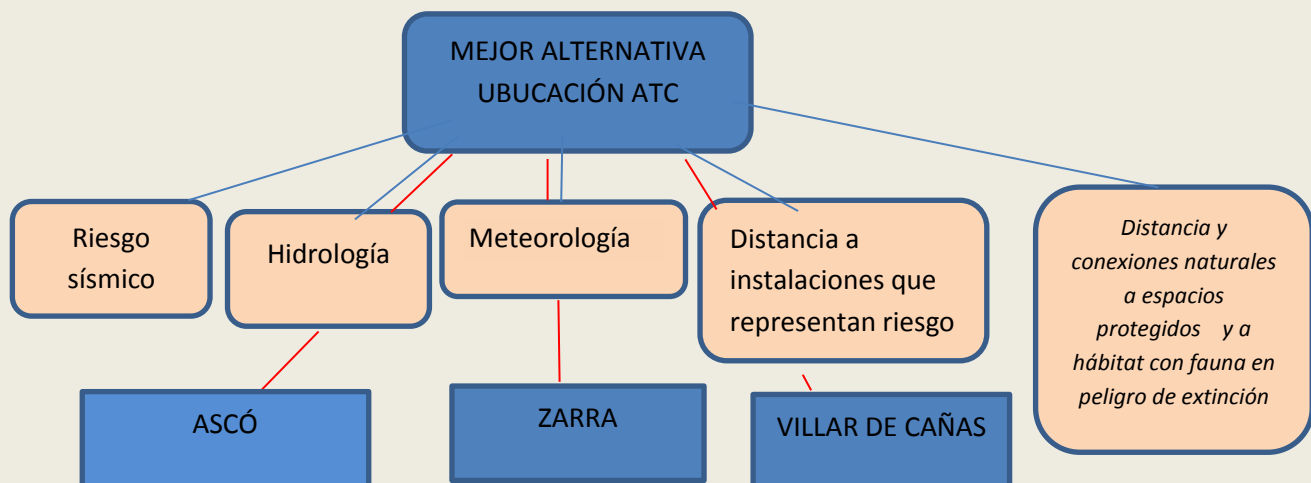 MEJOR ALTERNATIVA
UBUCACIÓN ATC
Riesgo
sísmico
Hidrología
Meteorología
Distancia a
instalaciones que
representan riesgo
Distancia y
conexiones naturales
a espacios
protegidos y a
hábitat con fauna en
peligro de extinción
ASCÓ
ZARRA
VILLAR DE CAÑAS